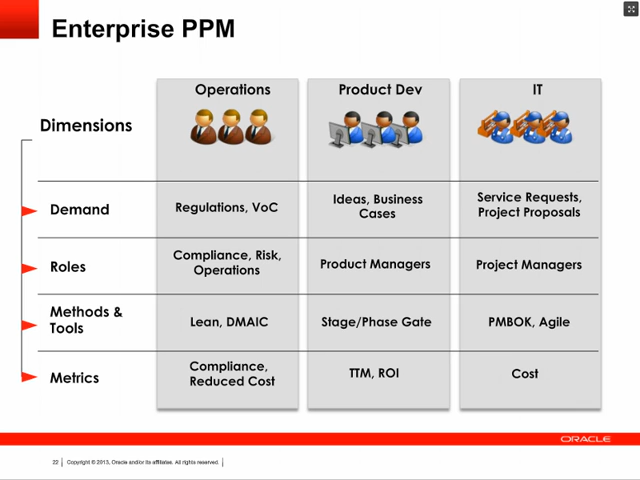 Enterprise PPM
Operations
Product Dev
IT
Dimensions
Demand
Regulations, VoC
Ideas, Business
Cases
Service Requests,
Project Proposals
Roles
Compliance, Risk,
Operations
Product Managers
Project Managers
Methods &
Tools
Lean, DMAIC
Stage/Phase Gate
PMBOK, Agile
Metrics
Compliance,
Reduced Cost
TTM, ROI
Cost
ORACLE
22 | Copyright © 2013, Oracle and/or its affiliates. All rights reserved. |